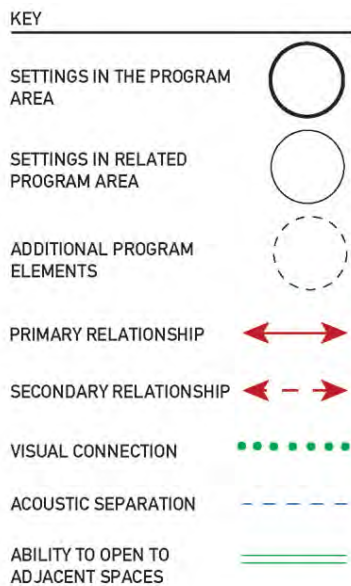 KEY
SETTINGS IN THE PROGRAM
AREA
SETTINGS IN RELATED
PROGRAM AREA
ADDITIONAL PROGRAM
ELEMENTS
PRIMARY RELATIONSHIP
SECONDARY RELATIONSHIP
VISUAL CONNECTION
ACOUSTIC SEPARATION
ABILITY TO OPEN TO
ADJACENT SPACES